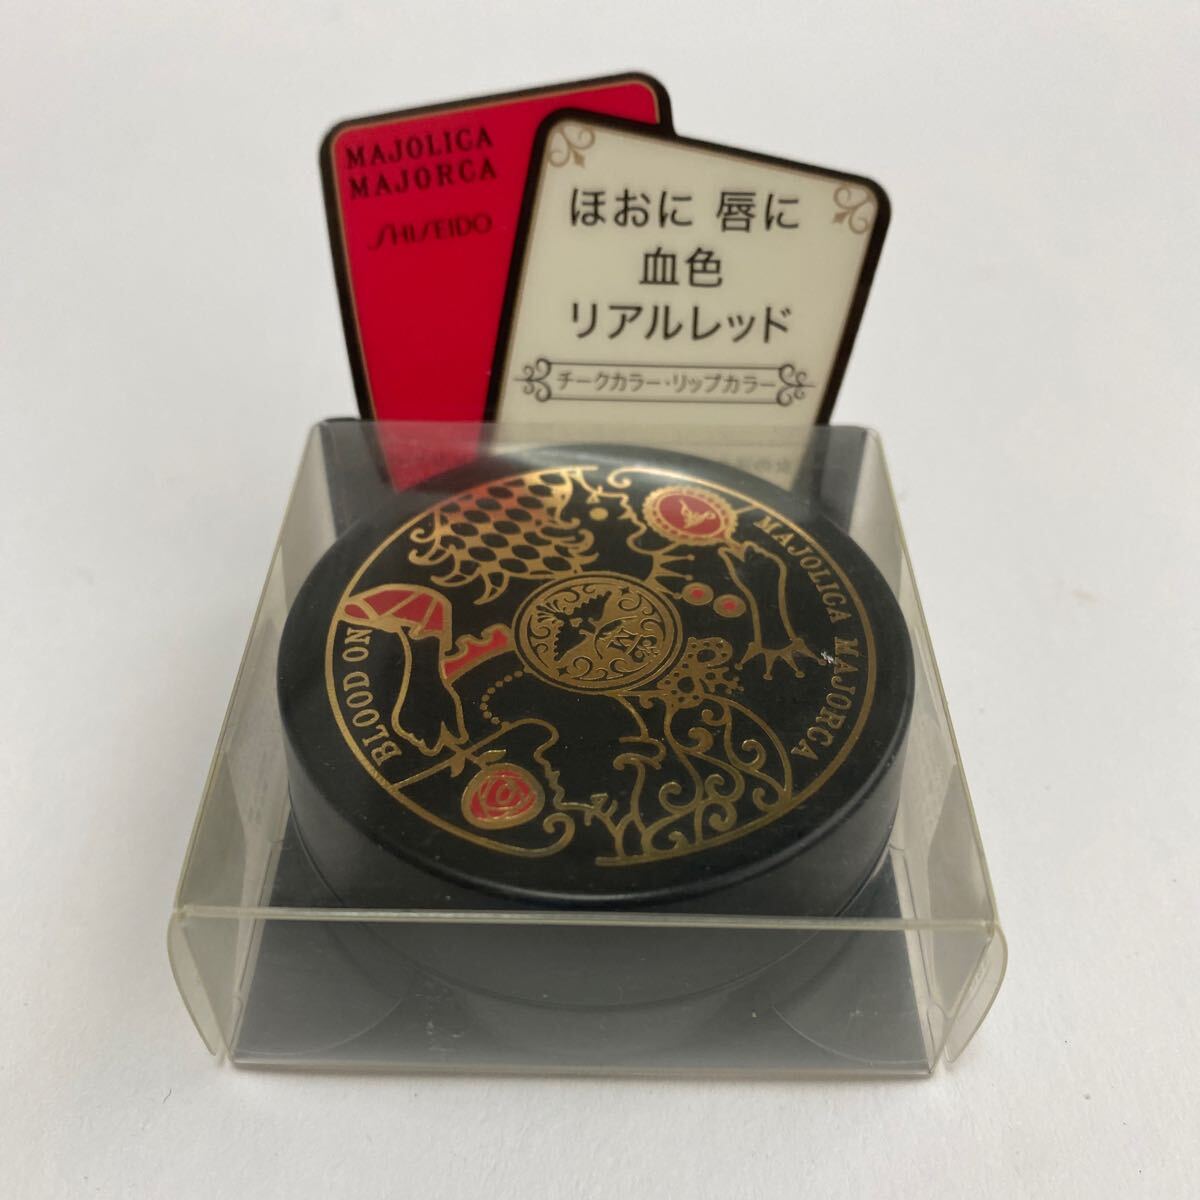 MAJOLICA
MAJORCA
SHISEIDO
ほおに 唇に
血色
リアルレッド
チークカラー・リップカラー
MAJOLICA MAJORCA
BLOOD ON
M